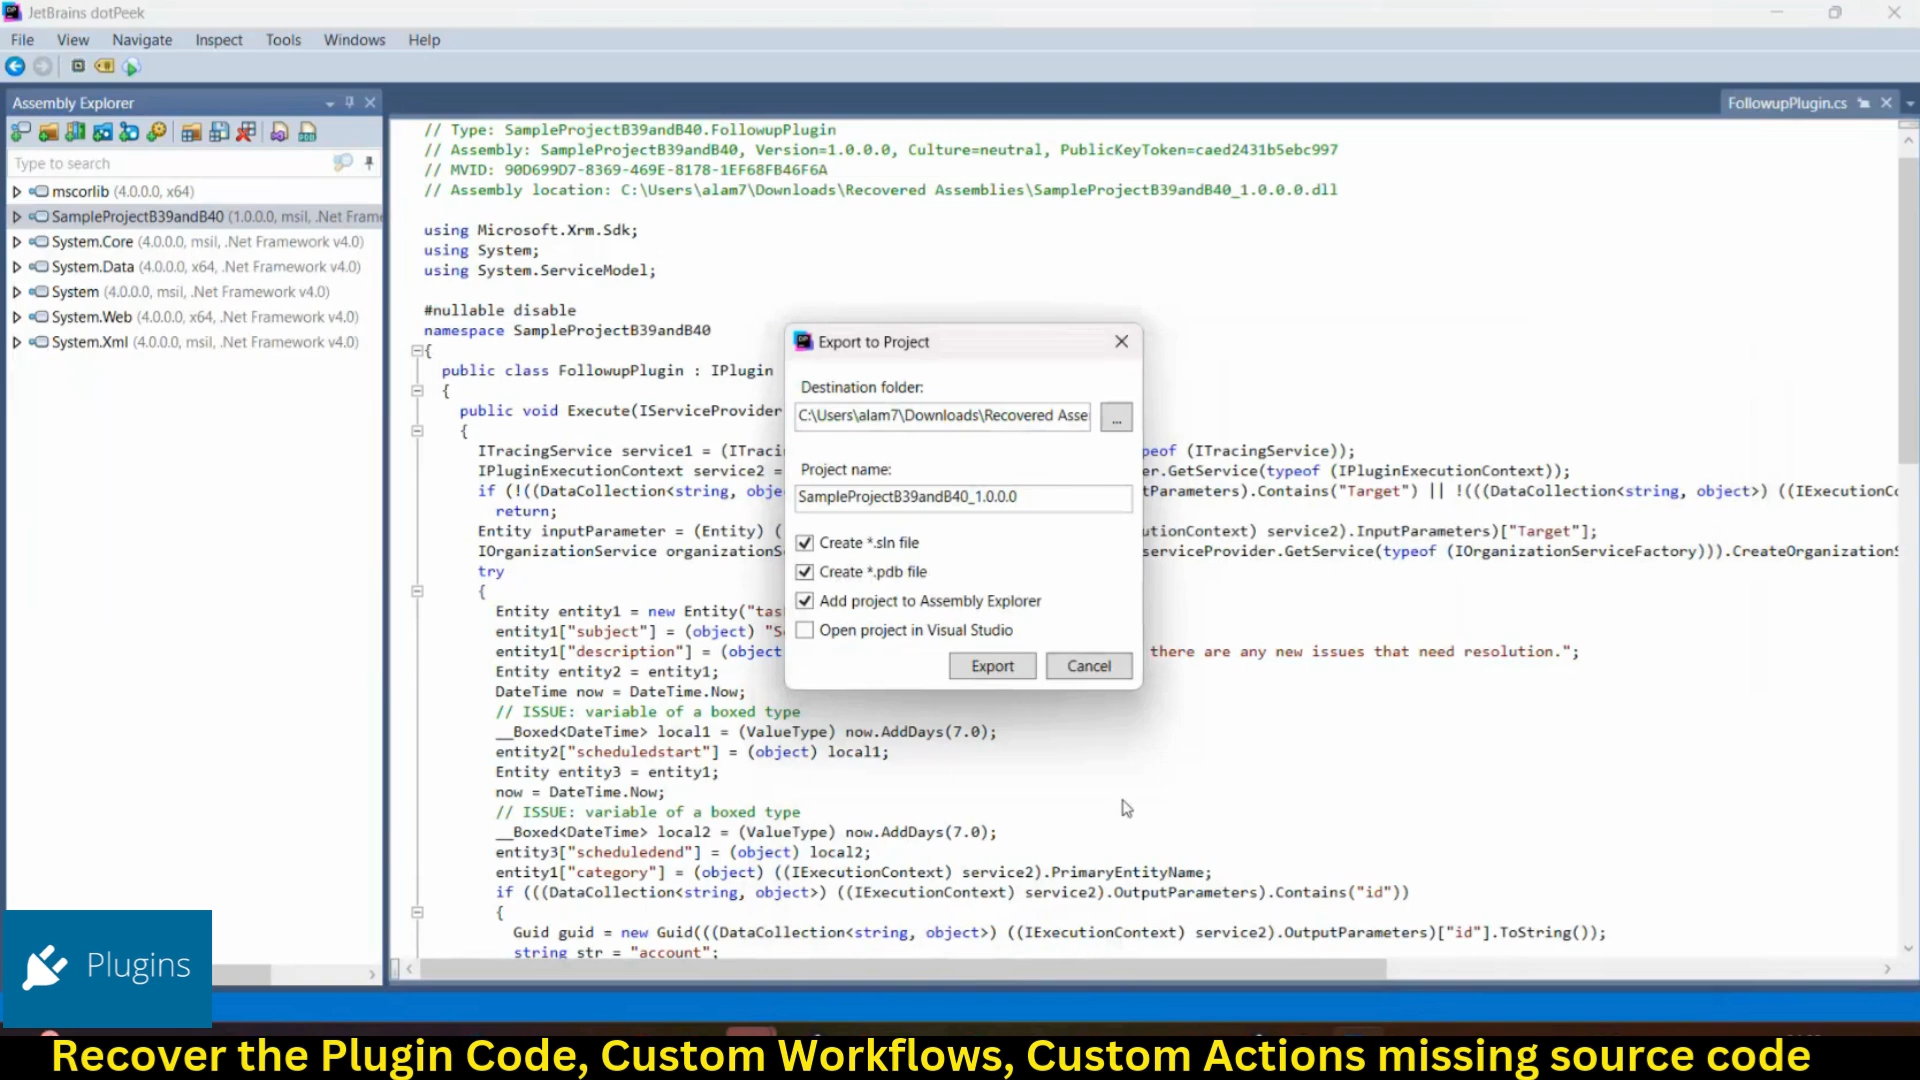 JetBrains dotPeek
File View Navigate Inspect Tools Windows Help
Assembly Explorer
FollowupPlugin.cs
Type to search
mscorlib (4.0.0.0, x64)
SampleProjectB39andB40 (1.0.0.0, msil, .Net Frame
System.Core (4.0.0.0, msil, .Net Framework v4.0)
System.Data (4.0.0.0, x64, .Net Framework v4.0)
System (4.0.0.0, msil, .Net Framework v4.0)
System.Web (4.0.0.0, x64, .Net Framework v4.0)
System.Xml (4.0.0.0, msil, .Net Framework v4.0)
// Type: SampleProjectB39andB40.FollowupPlugin
// Assembly: SampleProjectB39andB40, Version=1.0.0.0, Culture=neutral, PublicKeyToken=caed2431b5ebc997
// MVID: 90D699D7-8369-469E-8178-1EF68FB46F6A
// Assembly location: C:\Users\alam7\Downloads\Recovered Assemblies\SampleProjectB39andB40_1.0.0.0.dll
using Microsoft.Xrm.Sdk;
using System;
using System.ServiceModel;
#nullable disable
namespace SampleProjectB39andB40
{
public class FollowupPlugin : IPlugin
{
public void Execute(IServiceProvider
{
ITracingService service1 = (ITraci peof (ITracingService));
IPluginExecutionContext service2 = er.GetService(typeof (IPluginExecutionContext));
if (!((DataCollection<string, obje tParameters).Contains("Target") || !(((DataCollection<string, object>) ((IExecutionCo
return;
Entity inputParameter = (Entity) ( utionContext) service2).InputParameters)["Target"];
IOrganizationService organizationS serviceProvider.GetService(typeof (IOrganizationServiceFactory))).CreateOrganizationS
try
{
Entity entity1 = new Entity("tas
entity1["subject"] = (object) "S
entity1["description"] = (object there are any new issues that need resolution.";
Entity entity2 = entity1;
DateTime now = DateTime.Now;
// ISSUE: variable of a boxed type
__Boxed<DateTime> local1 = (ValueType) now.AddDays(7.0);
entity2["scheduledstart"] = (object) local1;
Entity entity3 = entity1;
now = DateTime.Now;
// ISSUE: variable of a boxed type
__Boxed<DateTime> local2 = (ValueType) now.AddDays(7.0);
entity3["scheduledend"] = (object) local2;
entity1["category"] = (object) ((IExecutionContext) service2).PrimaryEntityName;
if (((DataCollection<string, object>) ((IExecutionContext) service2).OutputParameters).Contains("id"))
{
Guid guid = new Guid(((DataCollection<string, object>) ((IExecutionContext) service2).OutputParameters)["id"].ToString());
string str = "account";
Export to Project
Destination folder:
C:\Users\alam7\Downloads\Recovered Asse
...
Project name:
SampleProjectB39andB40_1.0.0.0
Create *.sln file
Create *.pdb file
Add project to Assembly Explorer
Open project in Visual Studio
Export Cancel
Plugins
Recover the Plugin Code, Custom Workflows, Custom Actions missing source code